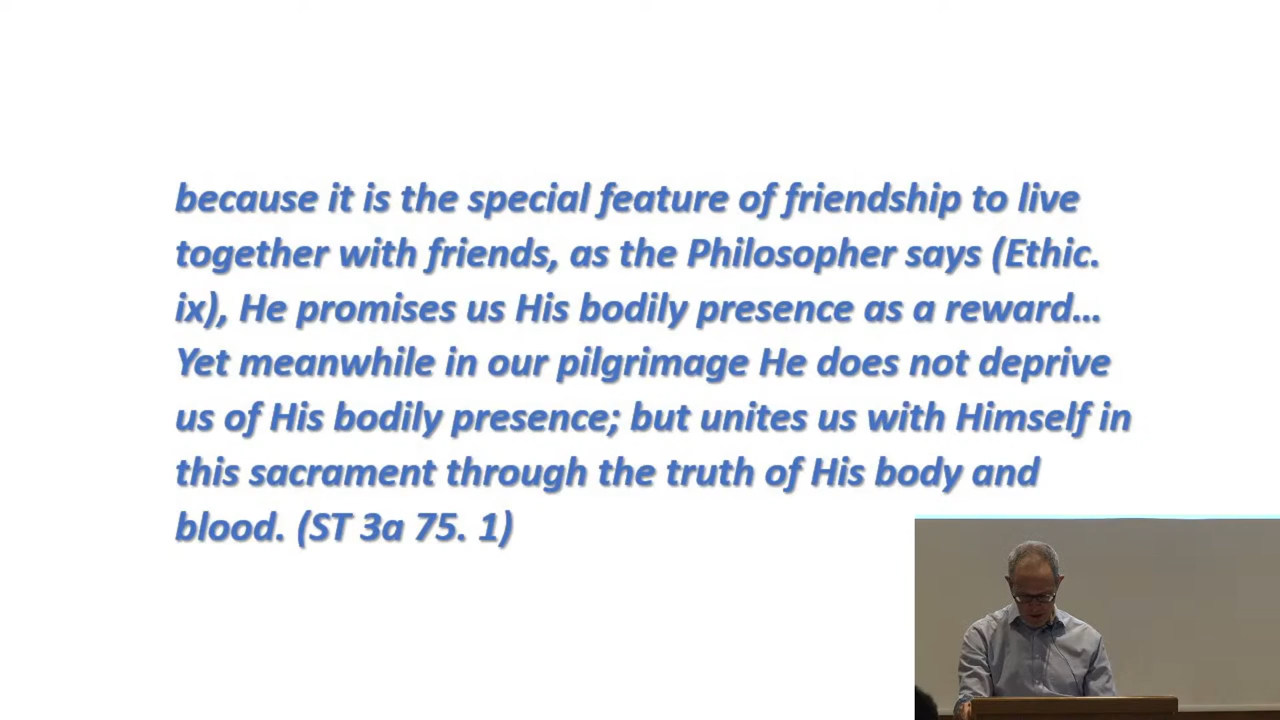 because it is the special feature of friendship to live
together with friends, as the Philosopher says (Ethic.
ix), He promises us His bodily presence as a reward...
Yet meanwhile in our pilgrimage He does not deprive
us of His bodily presence; but unites us with Himself in
this sacrament through the truth of His body and
blood. (ST 3a 75. 1)